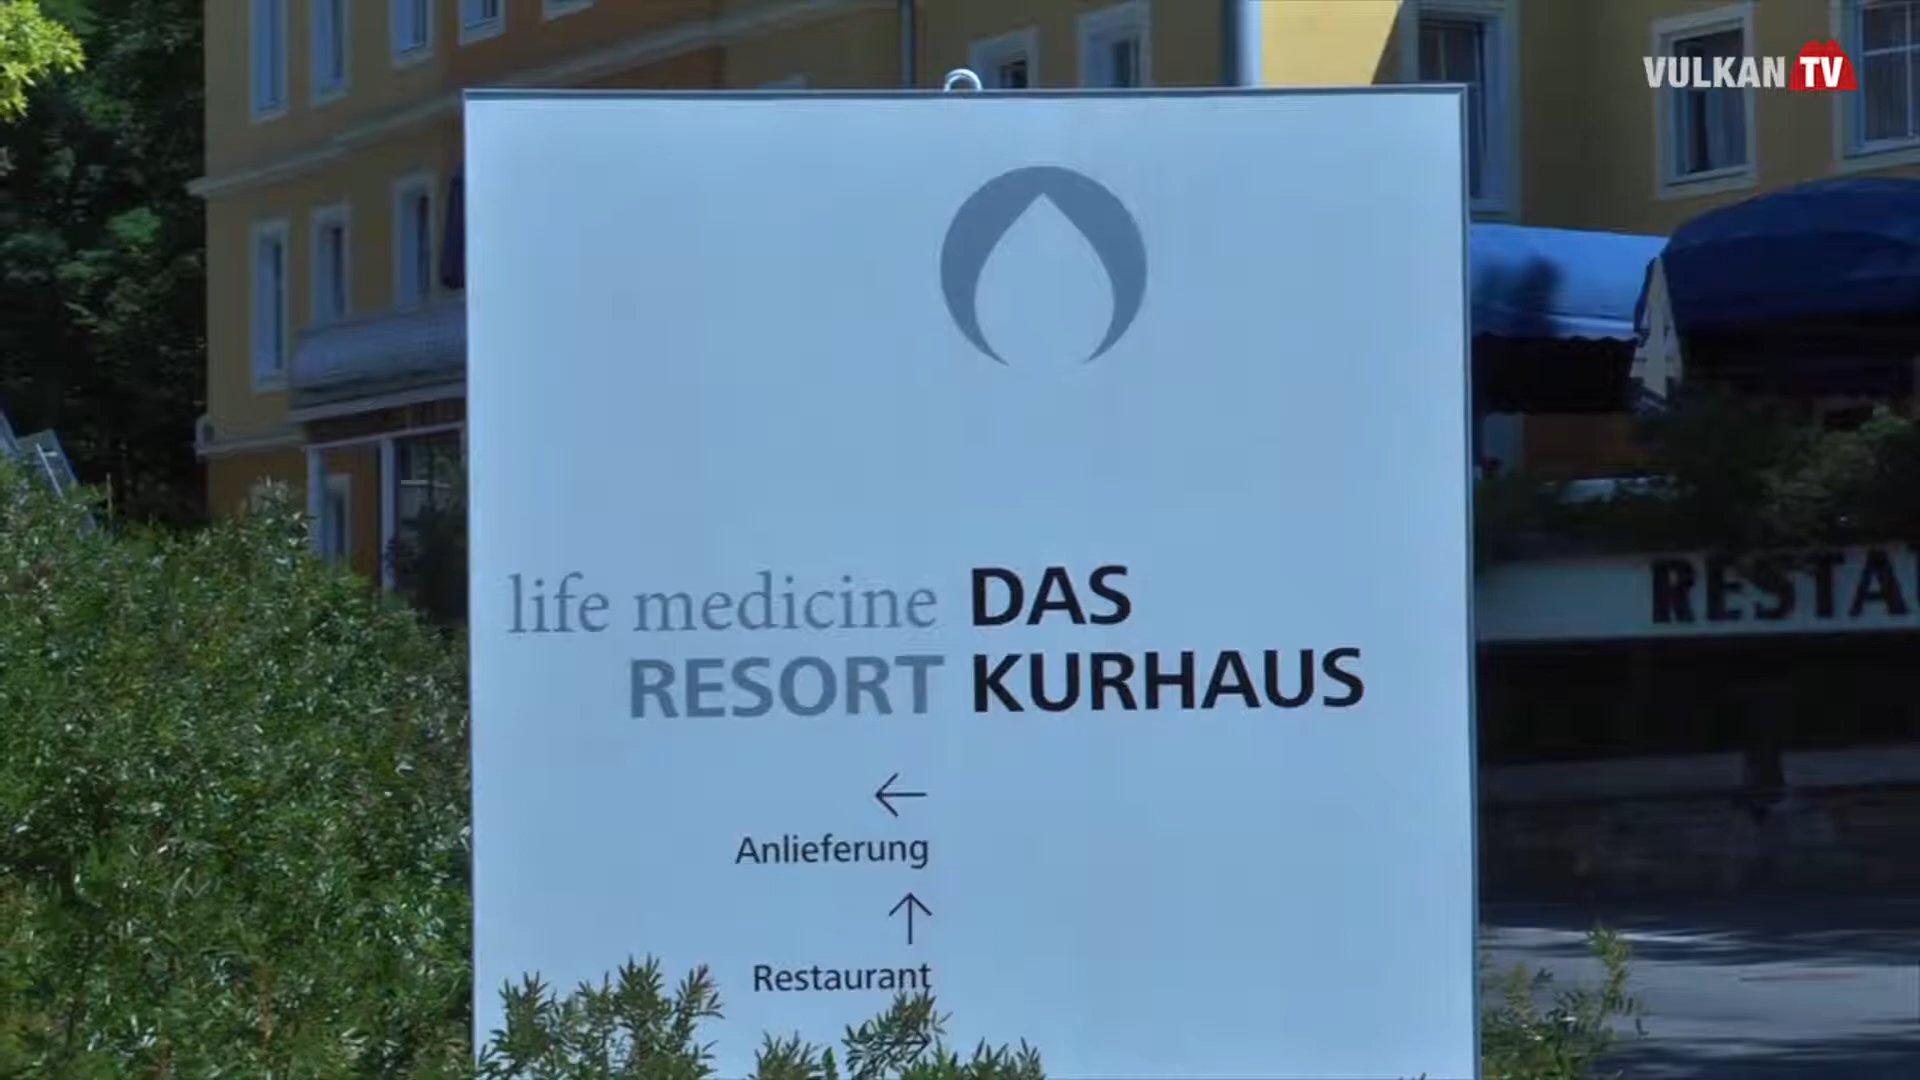 VULKAN TV
life medicine DAS
RESORT KURHAUS
Anlieferung
Restaurant
RESTA